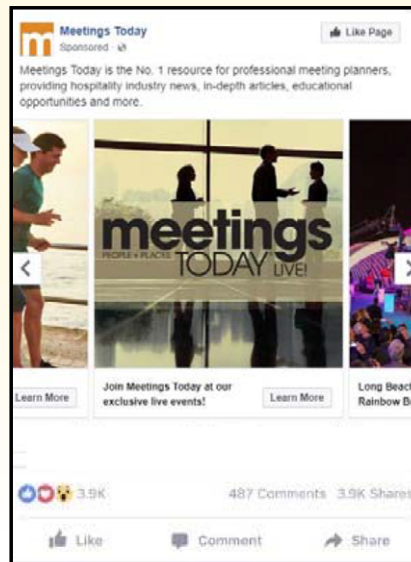 Meetings Today
Sponsored ·
Like Page
Meetings Today is the No. 1 resource for professional meeting planners,
providing hospitality industry news, in-depth articles, educational
opportunities and more.
m
meetings
PEOPLE + PLACES
TODAY LIVE!
Learn More
Join Meetings Today at our
exclusive live events!
Learn More
Long Beach
Rainbow B
3.9K
487 Comments 3.9K Shares
Like Comment Share